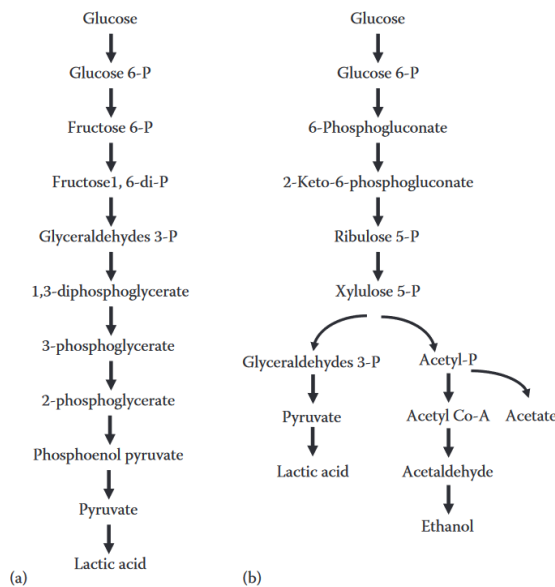 Glucose
Glucose 6-P
Fructose 6-P
Fructose1, 6-di-P
Glyceraldehydes 3-P
1,3-diphosphoglycerate
3-phosphoglycerate
2-phosphoglycerate
Phosphoenol pyruvate
Pyruvate
Lactic acid
(a)
Glucose
Glucose 6-P
6-Phosphogluconate
2-Keto-6-phosphogluconate
Ribulose 5-P
Xylulose 5-P
Glyceraldehydes 3-P
Pyruvate
Lactic acid
Acetyl-P
Acetyl Co-A
Acetate
Acetaldehyde
Ethanol
(b)